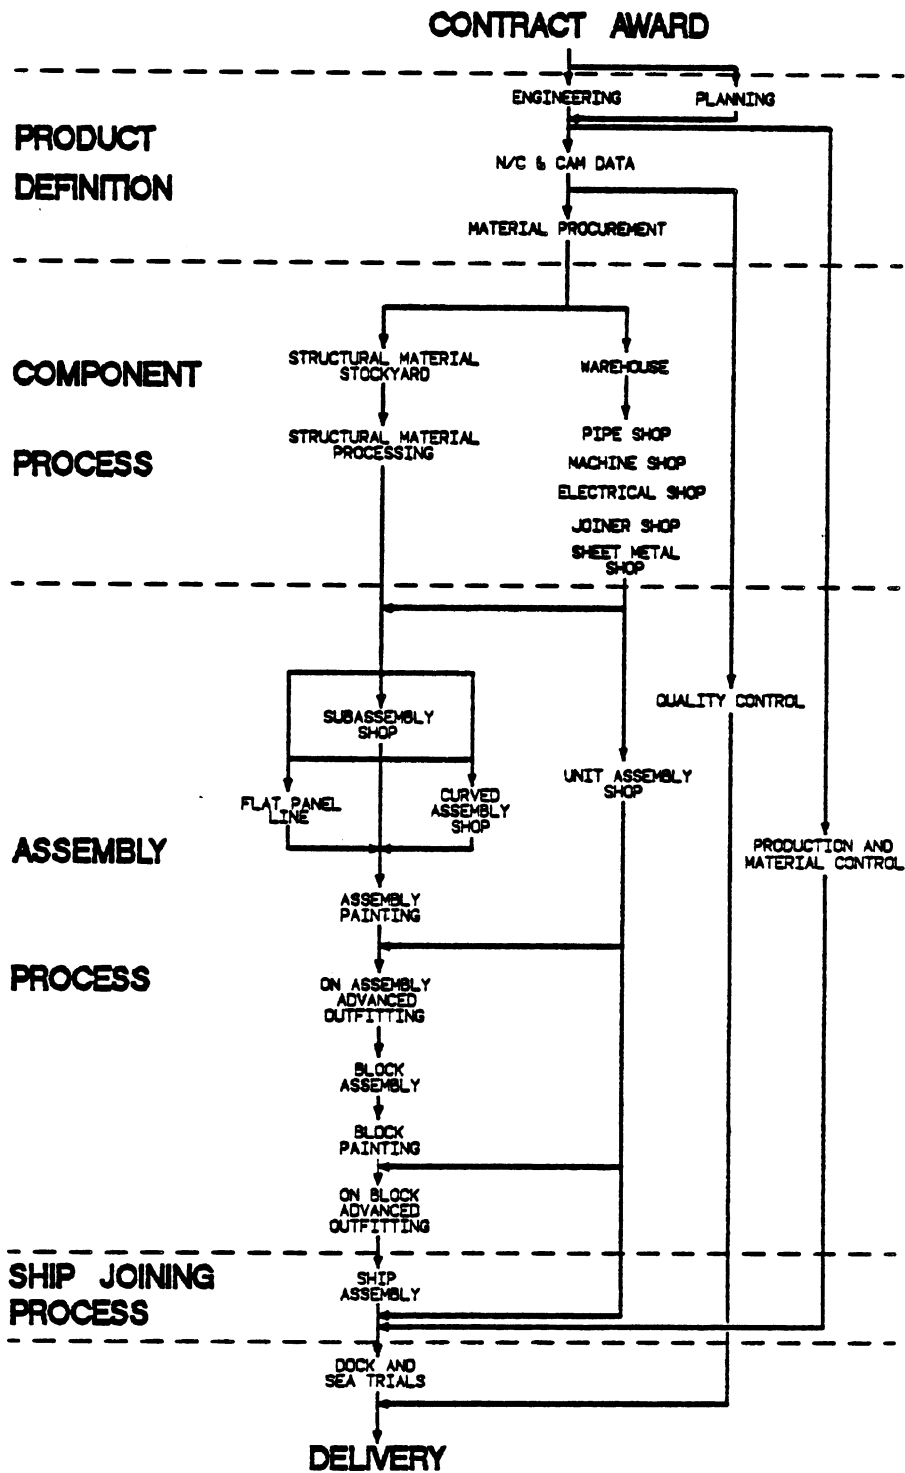 CONTRACT AWARD
ENGINEERING
PLANNING
PRODUCT
DEFINITION
N/C & CAM DATA
MATERIAL PROCUREMENT
COMPONENT
PROCESS
STRUCTURAL MATERIAL
STOCKYARD
WAREHOUSE
STRUCTURAL MATERIAL
PROCESSING
PIPE SHOP
MACHINE SHOP
ELECTRICAL SHOP
JOINER SHOP
SHEET METAL
SHOP
QUALITY CONTROL
SUBASSEMBLY
SHOP
UNIT ASSEMBLY
SHOP
FLAT PANEL
LINE
CURVED
ASSEMBLY
SHOP
ASSEMBLY
PROCESS
PRODUCTION AND
MATERIAL CONTROL
ASSEMBLY
PAINTING
ON ASSEMBLY
ADVANCED
OUTFITTING
BLOCK
ASSEMBLY
BLOCK
PAINTING
ON BLOCK
ADVANCED
OUTFITTING
SHIP JOINING
PROCESS
SHIP
ASSEMBLY
DOCK AND
SEA TRIALS
DELIVERY